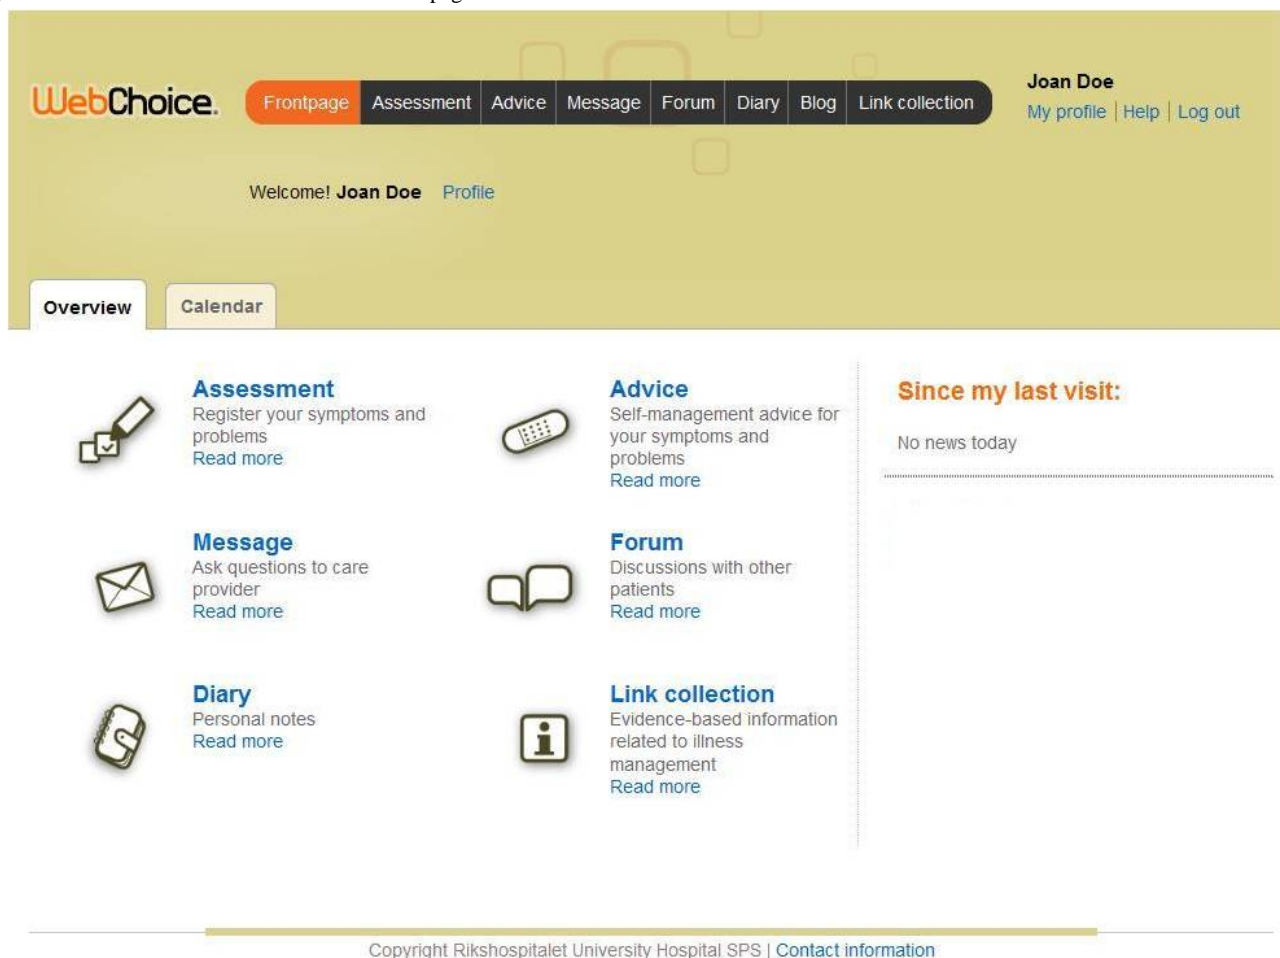 WebChoice.
Frontpage Assessment Advice Message Forum Diary Blog Link collection
Joan Doe
My profile | Help | Log out
Welcome! Joan Doe Profile
Overview
Calendar
Assessment
Register your symptoms and
problems
Read more
Advice
Self-management advice for
your symptoms and
problems
Read more
Message
Ask questions to care
provider
Read more
Forum
Discussions with other
patients
Read more
Diary
Personal notes
Read more
Link collection
Evidence-based information
related to illness
management
Read more
Since my last visit:
No news today
Copyright Rikshospitalet University Hospital SPS | Contact information